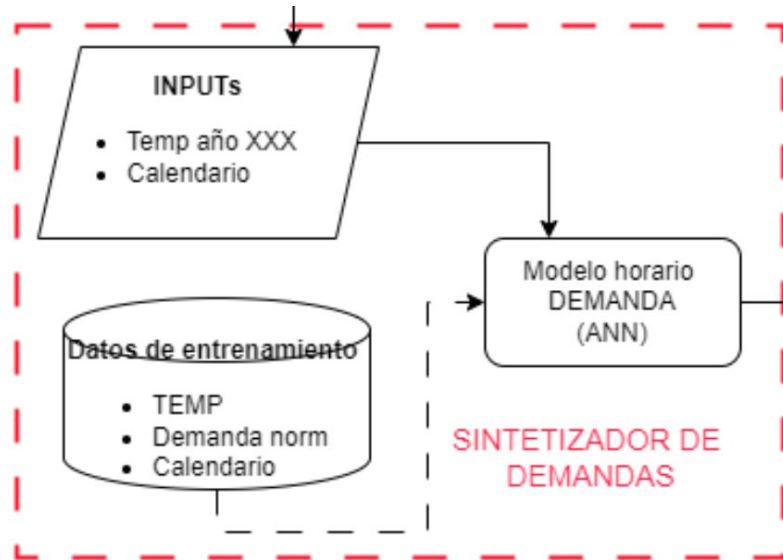 INPUTs
• Temp año XXX
• Calendario
Modelo horario
DEMANDA
(ANN)
Datos de entrenamiento
• TEMP
• Demanda norm
• Calendario
SINTETIZADOR DE
DEMANDAS